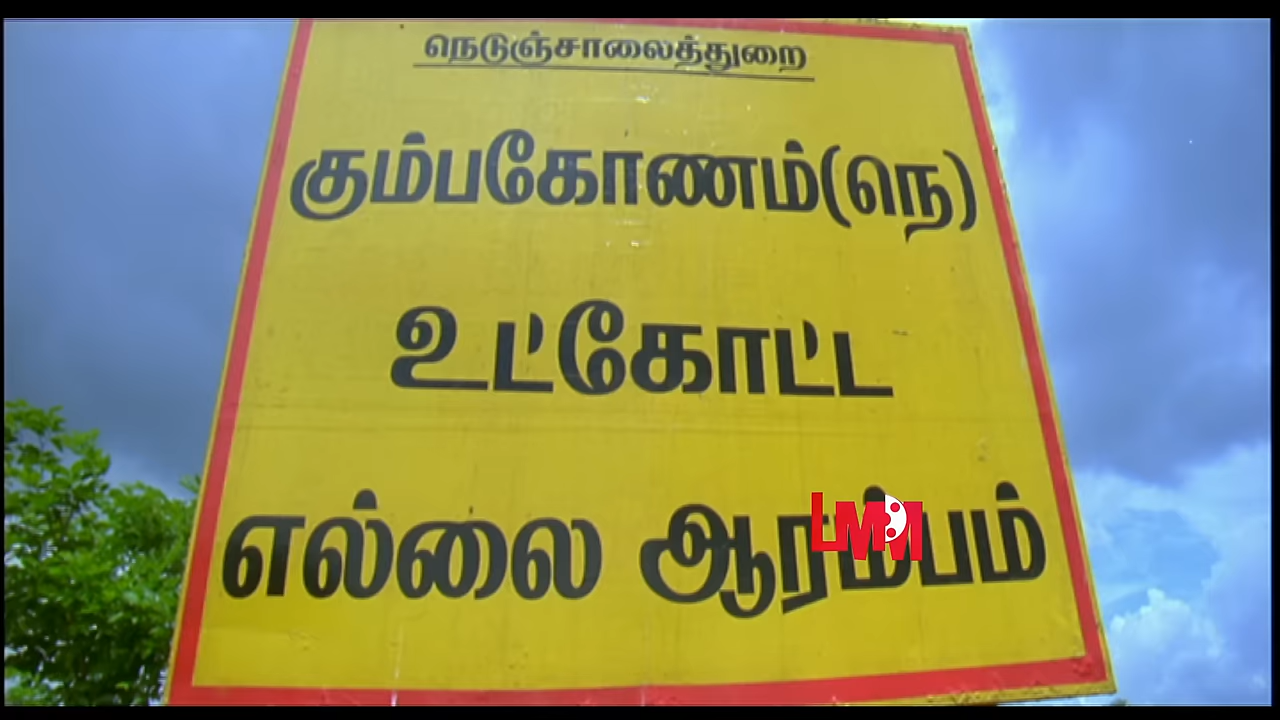 நெடுஞ்சாலைத்துறை
கும்பகோணம்(நெ)
உட்கோட்ட
எல்லை ஆரம்பம்
LMM